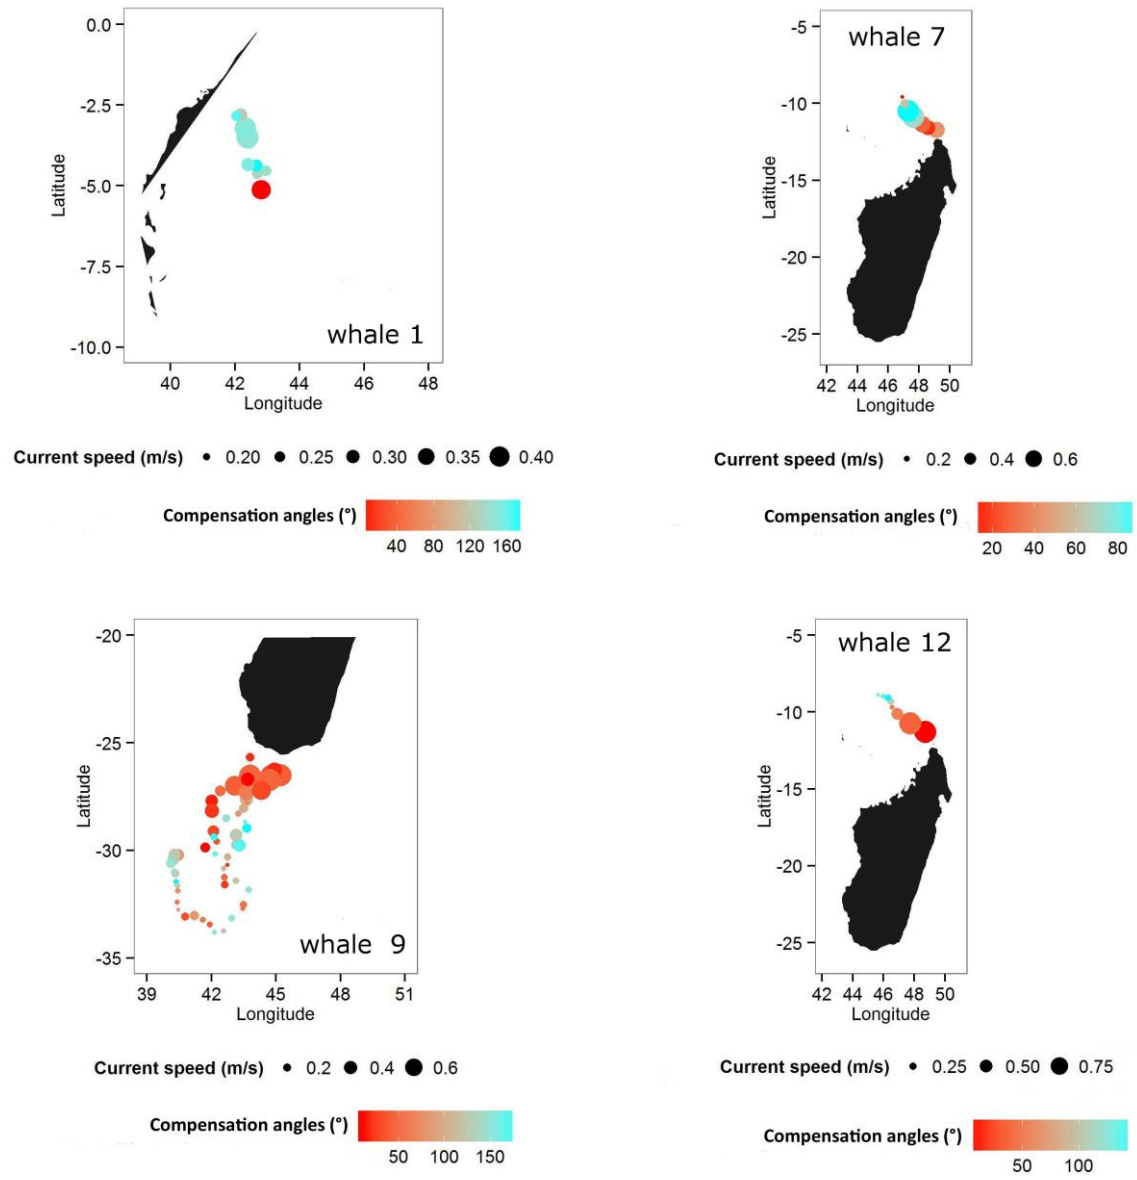 0.0
-2.5
-5.0
-7.5
-10.0
Latitude
whale 1
40 42 44 46 48
Longitude
Current speed (m/s) 0.20 0.25 0.30 0.35 0.40
Compensation angles (°)
40 80 120 160
-5
-10
-15
-20
-25
Latitude
whale 7
42 44 46 48 50
Longitude
Current speed (m/s) 0.2 0.4 0.6
Compensation angles (°)
20 40 60 80
-20
-25
-30
-35
Latitude
whale 9
39 42 45 48 51
Longitude
Current speed (m/s) 0.2 0.4 0.6
Compensation angles (°)
50 100 150
-5
-10
-15
-20
-25
Latitude
whale 12
42 44 46 48 50
Longitude
Current speed (m/s) 0.25 0.50 0.75
Compensation angles (°)
50 100